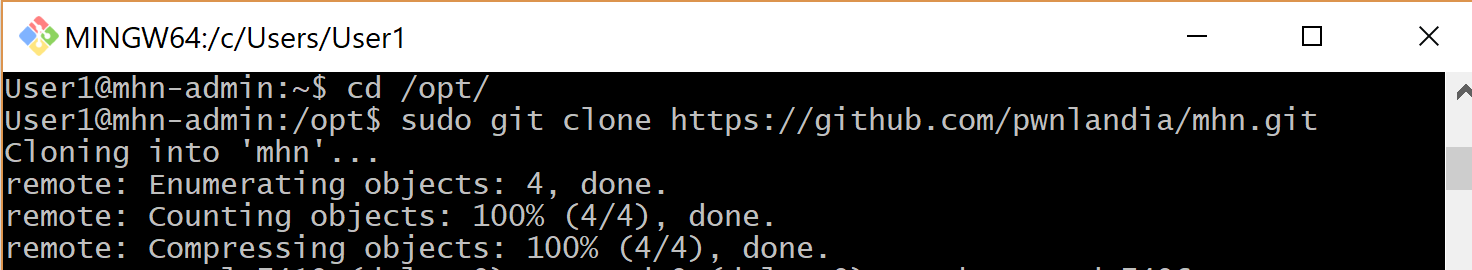 MINGW64:/c/Users/User1
User1@mhn-admin:~$ cd /opt/
User1@mhn-admin:/opt$ sudo git clone https://github.com/pwnlandia/mhn.git
Cloning into 'mhn'...
remote: Enumerating objects: 4, done.
remote: Counting objects: 100% (4/4), done.
remote: Compressing objects: 100% (4/4), done.